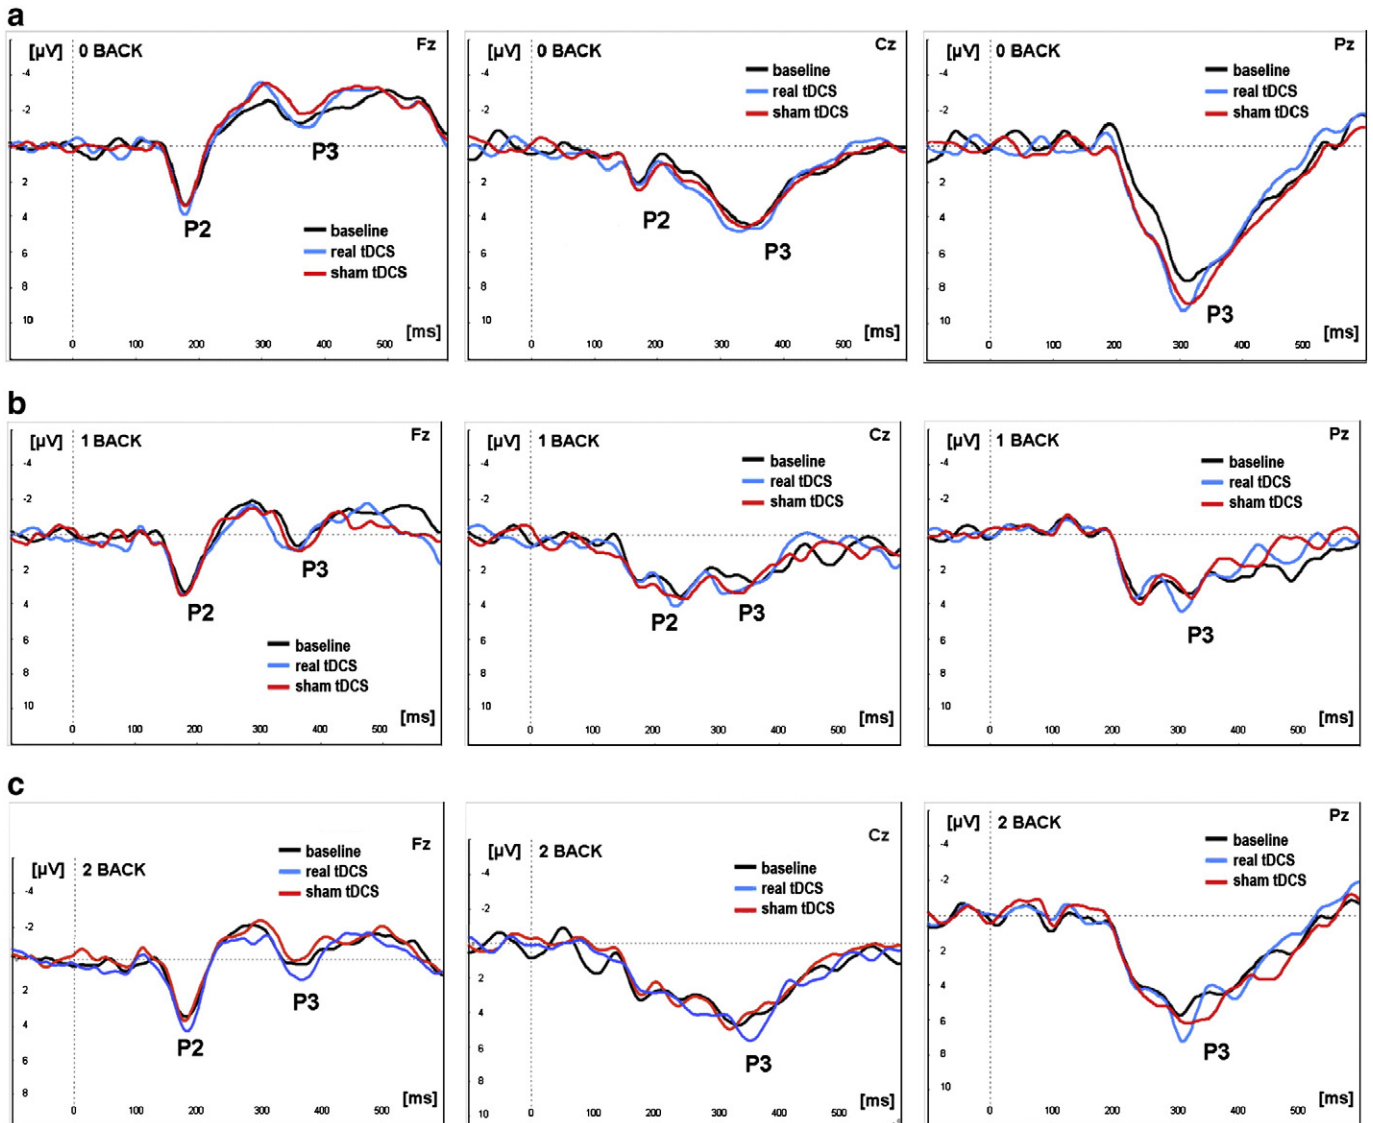 a
[µV] 0 BACK Fz
-4
-2
2
4
6
8
10
P2
P3
baseline
real tDCS
sham tDCS
[ms]
0 100 200 300 400 500
[µV] 0 BACK Cz
-4
-2
2
4
6
8
10
baseline
real tDCS
sham tDCS
P2
P3
[ms]
0 100 200 300 400 500
[µV] 0 BACK Pz
-4
-2
2
4
6
8
10
baseline
real tDCS
sham tDCS
P3
[ms]
0 100 200 300 400 500
b
[µV] 1 BACK Fz
-4
-2
2
4
6
8
10
P2
P3
baseline
real tDCS
sham tDCS
[ms]
0 100 200 300 400 500
[µV] 1 BACK Cz
-4
-2
2
4
6
8
10
baseline
real tDCS
sham tDCS
P2
P3
[ms]
0 100 200 300 400 500
[µV] 1 BACK Pz
-4
-2
2
4
6
8
10
baseline
real tDCS
sham tDCS
P3
[ms]
0 100 200 300 400 500
c
[µV] 2 BACK Fz
-4
-2
2
4
6
8
baseline
real tDCS
sham tDCS
P2
P3
[ms]
0 100 200 300 400 500
[µV] 2 BACK Cz
-4
-2
2
4
6
8
10
baseline
real tDCS
sham tDCS
P3
[ms]
0 100 200 300 400 500
[µV] 2 BACK Pz
-4
-2
2
4
6
8
10
baseline
real tDCS
sham tDCS
P3
[ms]
0 100 200 300 400 500